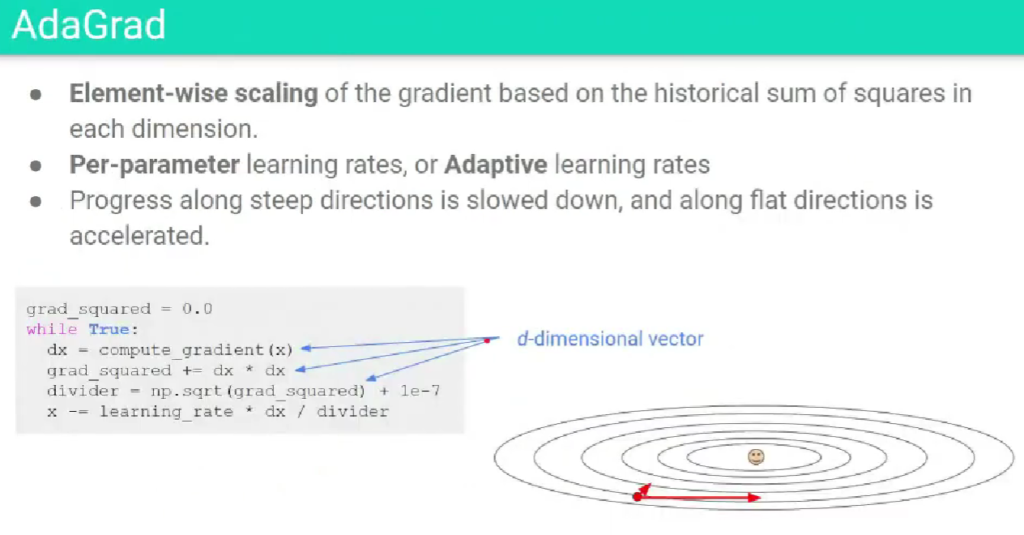 AdaGrad
● Element-wise scaling of the gradient based on the historical sum of squares in
each dimension.
● Per-parameter learning rates, or Adaptive learning rates
● Progress along steep directions is slowed down, and along flat directions is
accelerated.
grad_squared = 0.0
while True:
  dx = compute_gradient(x)
  grad_squared += dx * dx
  divider = np.sqrt(grad_squared) + 1e-7
  x -= learning_rate * dx / divider
d-dimensional vector